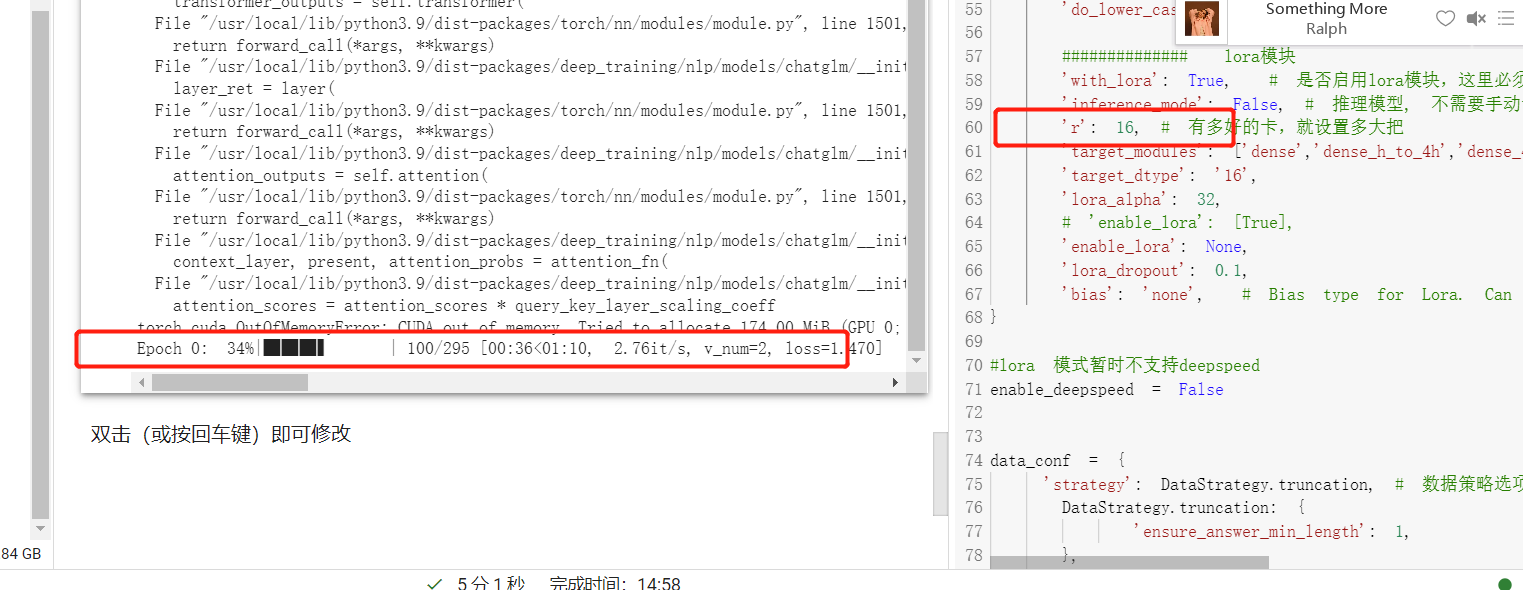 transformer_outputs = self.transformer(
File "/usr/local/lib/python3.9/dist-packages/torch/nn/modules/module.py", line 1501,
return forward_call(*args, **kwargs)
File "/usr/local/lib/python3.9/dist-packages/deep_training/nlp/models/chatglm/__init
layer_ret = layer(
File "/usr/local/lib/python3.9/dist-packages/torch/nn/modules/module.py", line 1501,
return forward_call(*args, **kwargs)
File "/usr/local/lib/python3.9/dist-packages/deep_training/nlp/models/chatglm/__init
attention_outputs = self.attention(
File "/usr/local/lib/python3.9/dist-packages/torch/nn/modules/module.py", line 1501,
return forward_call(*args, **kwargs)
File "/usr/local/lib/python3.9/dist-packages/deep_training/nlp/models/chatglm/__init
context_layer, present, attention_probs = attention_fn(
File "/usr/local/lib/python3.9/dist-packages/deep_training/nlp/models/chatglm/__init
attention_scores = attention_scores * query_key_layer_scaling_coeff
torch.cuda.OutOfMemoryError: CUDA out of memory. Tried to allocate 174.00 MiB (GPU 0;
Epoch 0: 34%| | 100/295 [00:36<01:10, 2.76it/s, v_num=2, loss=1.470]
双击（或按回车键）即可修改
84 GB
5 分 1 秒 完成时间：14:58
Something More
Ralph
55 'do_lower_cas
56
57 ############## lora模块
58 'with_lora': True, # 是否启用lora模块，这里必须
59 'inference_mode': False, # 推理模型, 不需要手动
60 'r': 16, # 有多好的卡，就设置多大把
61 'target_modules': ['dense','dense_h_to_4h','dense_4
62 'target_dtype': '16',
63 'lora_alpha': 32,
64 # 'enable_lora': [True],
65 'enable_lora': None,
66 'lora_dropout': 0.1,
67 'bias': 'none', # Bias type for Lora. Can
68 }
69
70 #lora 模式暂时不支持deepspeed
71 enable_deepspeed = False
72
73
74 data_conf = {
75 'strategy': DataStrategy.truncation, # 数据策略选项
76 DataStrategy.truncation: {
77 'ensure_answer_min_length': 1,
78 },